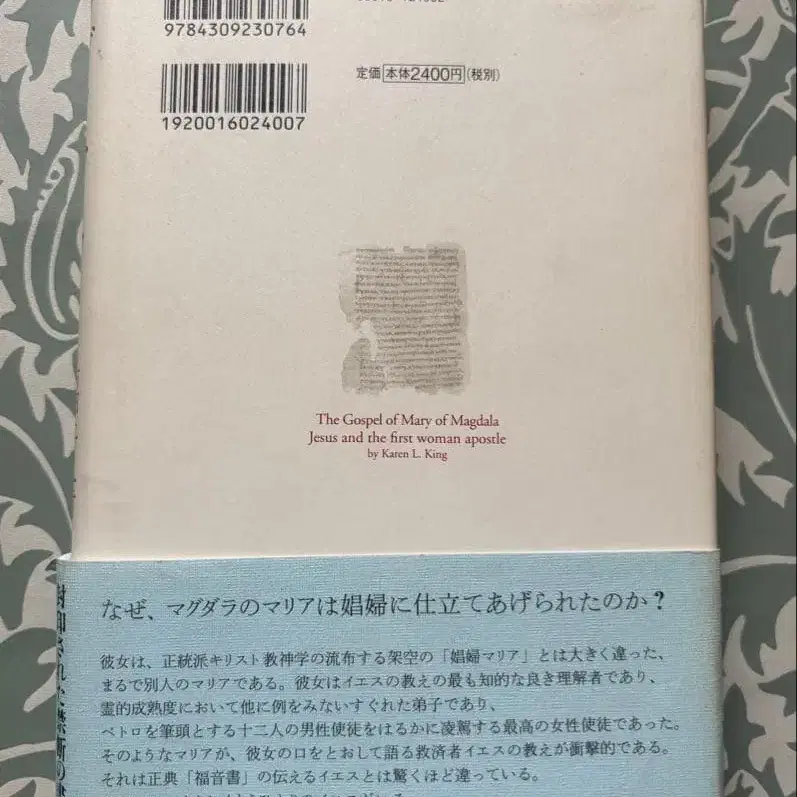 9784309230764
定価 本体2400円(税別)
1920016024007
The Gospel of Mary of Magdala
Jesus and the first woman apostle
by Karen L. King
なぜ、マグダラのマリアは娼婦に仕立てあげられたのか?
彼女は、正統派キリスト教神学の流布する架空の「娼婦マリア」とは大きく違った、
まるで別人のマリアである。彼女はイエスの教えの最も知的な良き理解者であり、
霊的成熟度において他に例をみないすぐれた弟子であり、
ペトロを筆頭とする十二人の男性使徒をはるかに凌駕する最高の女性使徒であった。
そのようなマリアが、彼女の口をとおして語る救済者イエスの教えが衝撃的である。
それは正典「福音書」の伝えるイエスとは驚くほど違っている。
封印された禁断の